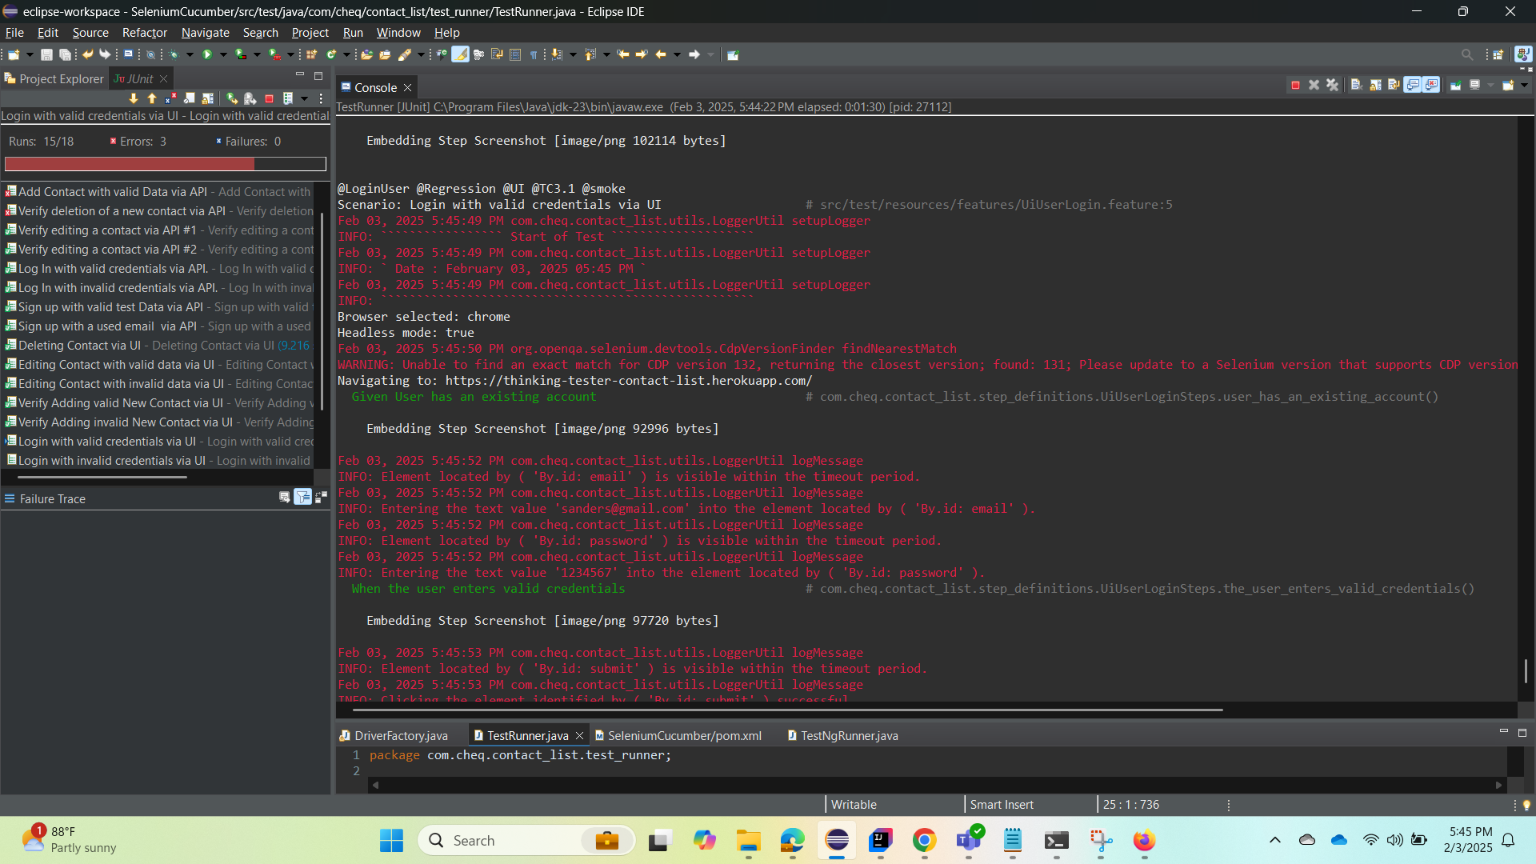 eclipse-workspace - SeleniumCucumber/src/test/java/com/cheq/contact_list/test_runner/TestRunner.java - Eclipse IDE
File Edit Source Refactor Navigate Search Project Run Window Help
Project Explorer JUnit
Login with valid credentials via UI - Login with valid credential
Runs: 15/18 Errors: 3 Failures: 0
Add Contact with valid Data via API - Add Contact with
Verify deletion of a new contact via API - Verify deletion
Verify editing a contact via API #1 - Verify editing a cont
Verify editing a contact via API #2 - Verify editing a cont
Log In with valid credentials via API. - Log In with valid c
Log In with invalid credentials via API. - Log In with inva
Sign up with valid test Data via API - Sign up with valid
Sign up with a used email via API - Sign up with a used
Deleting Contact via UI - Deleting Contact via UI (9.216
Editing Contact with valid data via UI - Editing Contact
Editing Contact with invalid data via UI - Editing Contac
Verify Adding valid New Contact via UI - Verify Adding v
Verify Adding invalid New Contact via UI - Verify Adding
Login with valid credentials via UI - Login with valid cred
Login with invalid credentials via UI - Login with invalid
Failure Trace
Console
TestRunner [JUnit] C:\Program Files\Java\jdk-23\bin\javaw.exe (Feb 3, 2025, 5:44:22 PM elapsed: 0:01:30) [pid: 27112]
Embedding Step Screenshot [image/png 102114 bytes]
@LoginUser @Regression @UI @TC3.1 @smoke
Scenario: Login with valid credentials via UI # src/test/resources/features/UiUserLogin.feature:5
Feb 03, 2025 5:45:49 PM com.cheq.contact_list.utils.LoggerUtil setupLogger
INFO: ````````````````` Start of Test ````````````````````
Feb 03, 2025 5:45:49 PM com.cheq.contact_list.utils.LoggerUtil setupLogger
INFO: ` Date : February 03, 2025 05:45 PM `
Feb 03, 2025 5:45:49 PM com.cheq.contact_list.utils.LoggerUtil setupLogger
INFO: ````````````````````````````````````````````````````
Browser selected: chrome
Headless mode: true
Feb 03, 2025 5:45:50 PM org.openqa.selenium.devtools.CdpVersionFinder findNearestMatch
WARNING: Unable to find an exact match for CDP version 132, returning the closest version; found: 131; Please update to a Selenium version that supports CDP version
Navigating to: https://thinking-tester-contact-list.herokuapp.com/
Given User has an existing account # com.cheq.contact_list.step_definitions.UiUserLoginSteps.user_has_an_existing_account()
Embedding Step Screenshot [image/png 92996 bytes]
Feb 03, 2025 5:45:52 PM com.cheq.contact_list.utils.LoggerUtil logMessage
INFO: Element located by ( 'By.id: email' ) is visible within the timeout period.
Feb 03, 2025 5:45:52 PM com.cheq.contact_list.utils.LoggerUtil logMessage
INFO: Entering the text value 'sanders@gmail.com' into the element located by ( 'By.id: email' ).
Feb 03, 2025 5:45:52 PM com.cheq.contact_list.utils.LoggerUtil logMessage
INFO: Element located by ( 'By.id: password' ) is visible within the timeout period.
Feb 03, 2025 5:45:52 PM com.cheq.contact_list.utils.LoggerUtil logMessage
INFO: Entering the text value '1234567' into the element located by ( 'By.id: password' ).
When the user enters valid credentials # com.cheq.contact_list.step_definitions.UiUserLoginSteps.the_user_enters_valid_credentials()
Embedding Step Screenshot [image/png 97720 bytes]
Feb 03, 2025 5:45:53 PM com.cheq.contact_list.utils.LoggerUtil logMessage
INFO: Element located by ( 'By.id: submit' ) is visible within the timeout period.
Feb 03, 2025 5:45:53 PM com.cheq.contact_list.utils.LoggerUtil logMessage
INFO: Clicking the element identified by ( 'By.id: submit' ) successful
DriverFactory.java TestRunner.java SeleniumCucumber/pom.xml TestNgRunner.java
1 package com.cheq.contact_list.test_runner;
2
Writable Smart Insert 25 : 1 : 736
1 88°F
Partly sunny
Search
5:45 PM
2/3/2025